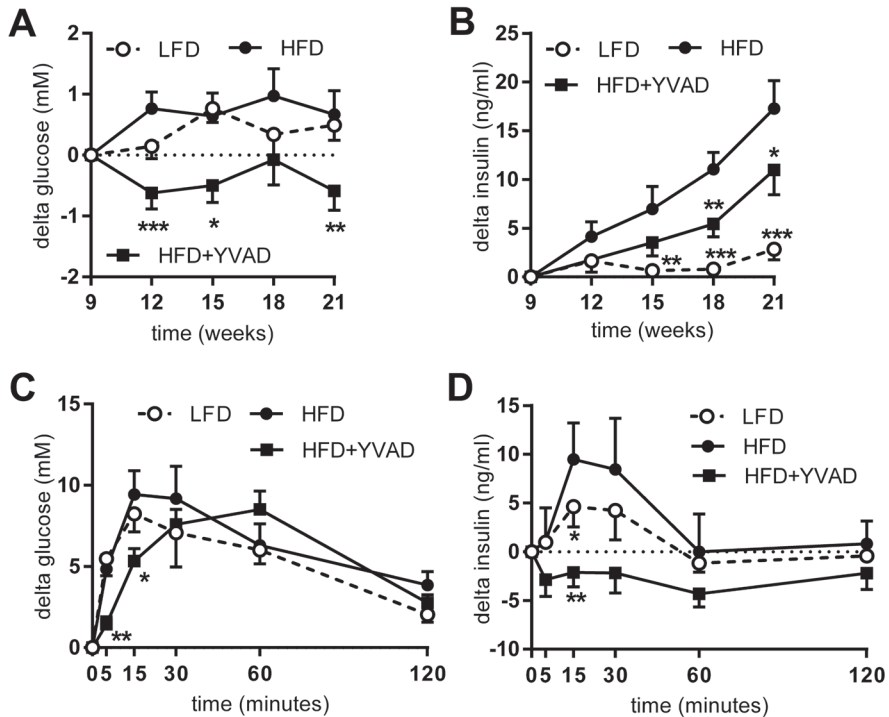 A
2
LFD HFD
1
0
-1
*** * **
HFD+YVAD
-2
9 12 15 18 21
time (weeks)
delta glucose (mM)
B
25
LFD HFD
20
HFD+YVAD
15
10
5
0
*
**
** *** ***
9 12 15 18 21
time (weeks)
delta insulin (ng/ml)
C
15
LFD HFD
HFD+YVAD
10
5
0
*
**
0 5 15 30 60 120
time (minutes)
delta glucose (mM)
D
15
LFD
10
HFD
HFD+YVAD
5
*
0
**
-5
-10
0 5 15 30 60 120
time (minutes)
delta insulin (ng/ml)